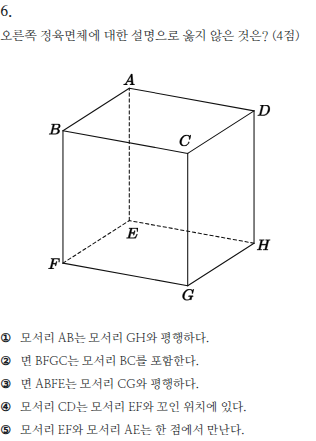 6.
오른쪽 정육면체에 대한 설명으로 옳지 않은 것은? (4점)
A
D
B
C
E
H
F
G
① 모서리 AB는 모서리 GH와 평행하다.
② 면 BFGC는 모서리 BC를 포함한다.
③ 면 ABFE는 모서리 CG와 평행하다.
④ 모서리 CD는 모서리 EF와 꼬인 위치에 있다.
⑤ 모서리 EF와 모서리 AE는 한 점에서 만난다.